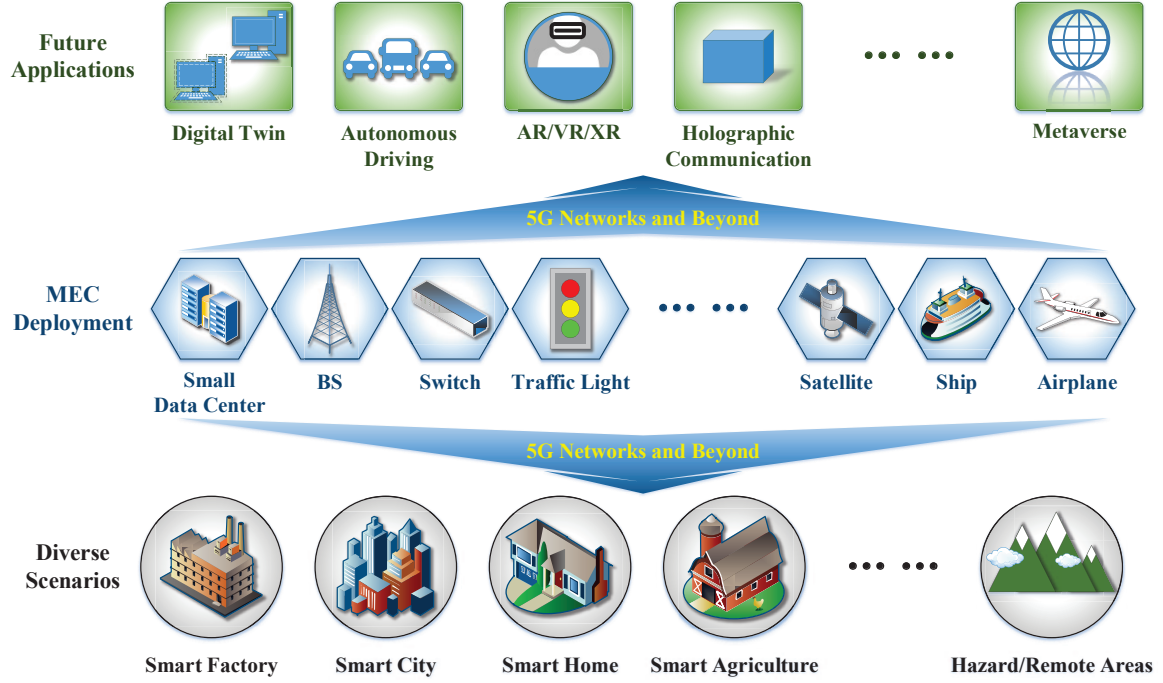 Future
Applications
Digital Twin
Autonomous
Driving
AR/VR/XR
Holographic
Communication
Metaverse
5G Networks and Beyond
MEC
Deployment
Small
Data Center
BS
Switch
Traffic Light
Satellite
Ship
Airplane
5G Networks and Beyond
Diverse
Scenarios
Smart Factory
Smart City
Smart Home
Smart Agriculture
Hazard/Remote Areas